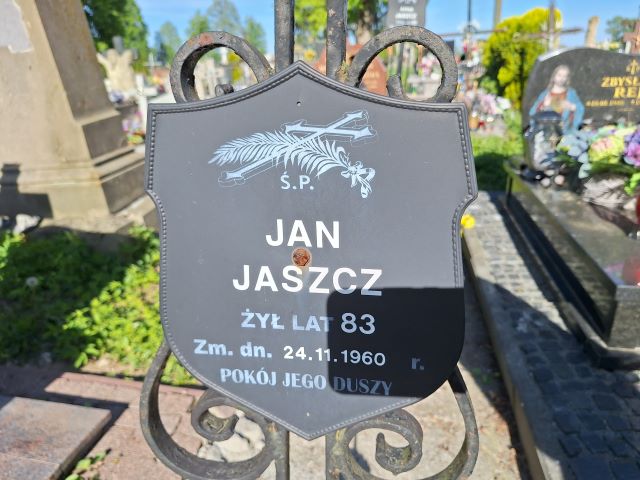 Ś.P.
JAN
JASZCZ
ŻYŁ LAT 83
Zm. dn. 24.11.1960 r.
POKÓJ JEGO DUSZY